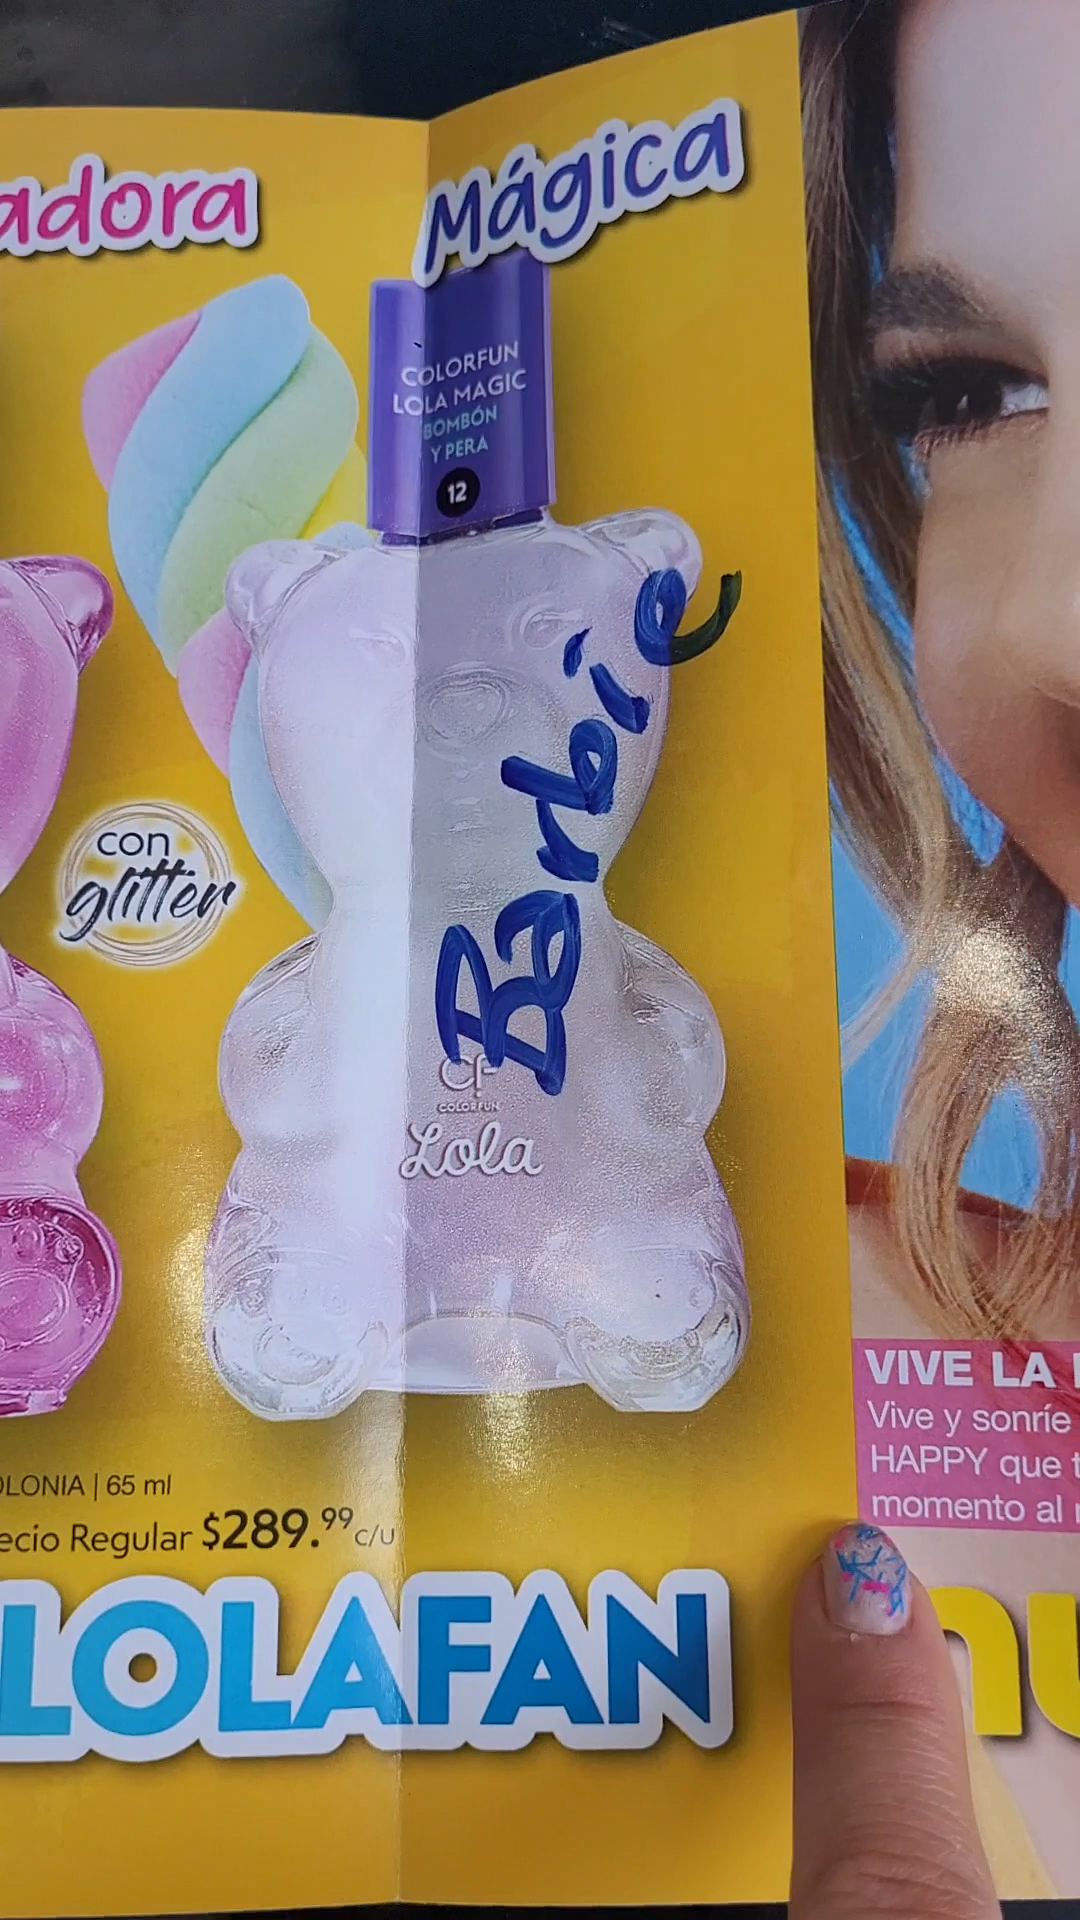 adora
Mágica
COLORFUN
LOLA MAGIC
BOMBÓN
Y PERA
12
con
glitter
Barbie
CF
COLORFUN
Lola
OLONIA | 65 ml
ecio Regular $289.99 c/u
LOLAFAN
VIVE LA
Vive y sonríe
HAPPY que
momento al
nu